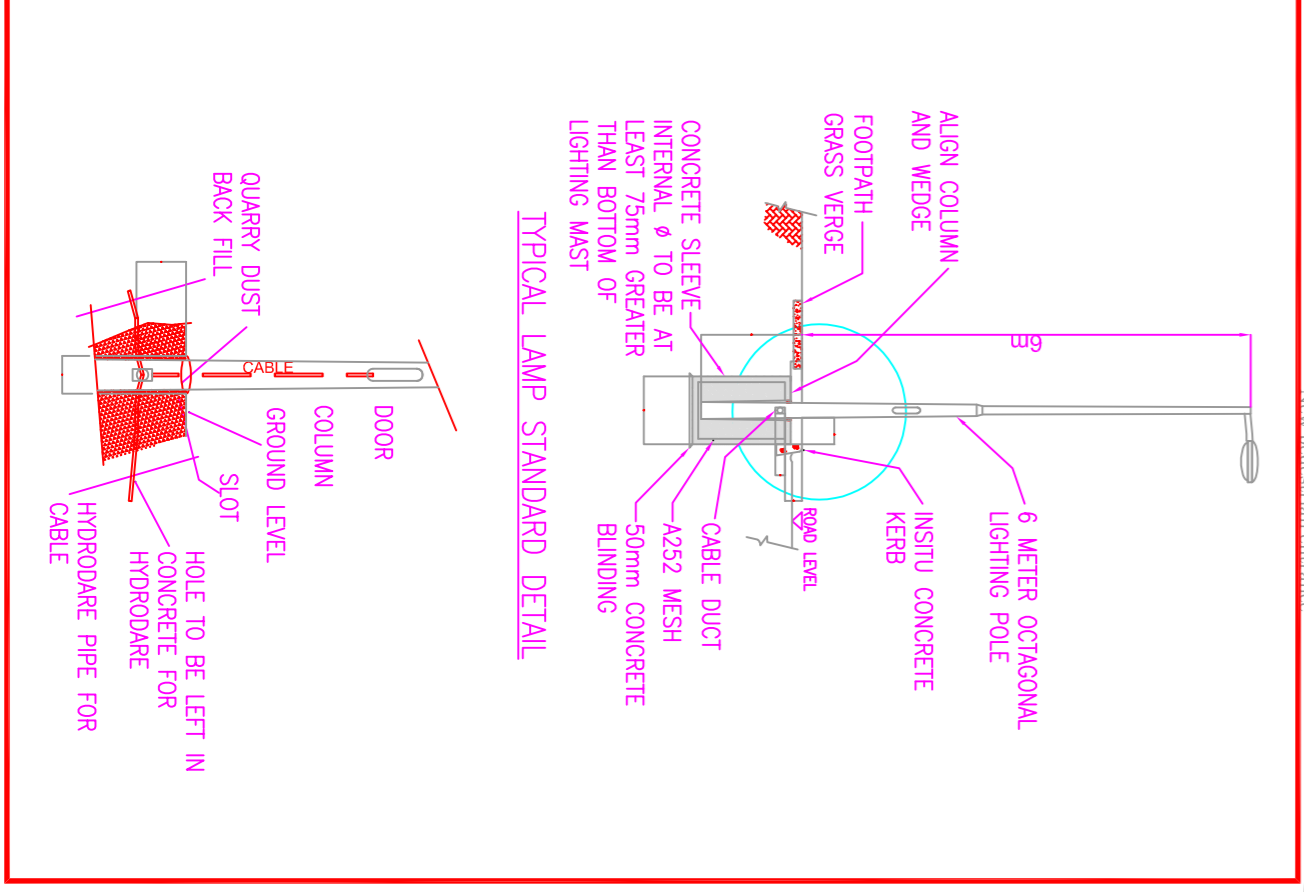 6m
6 METER OCTAGONAL
LIGHTING POLE
ALIGN COLUMN
AND WEDGE
INSITU CONCRETE
KERB
FOOTPATH
GRASS VERGE
ROAD LEVEL
CONCRETE SLEEVE
INTERNAL ø TO BE AT
LEAST 75mm GREATER
THAN BOTTOM OF
LIGHTING MAST
CABLE DUCT
A252 MESH
50mm CONCRETE
BLINDING
TYPICAL LAMP STANDARD DETAIL
DOOR
COLUMN
CABLE
GROUND LEVEL
QUARRY DUST
BACK FILL
SLOT
HOLE TO BE LEFT IN
CONCRETE FOR
HYDRODARE
HYDRODARE PIPE FOR
CABLE